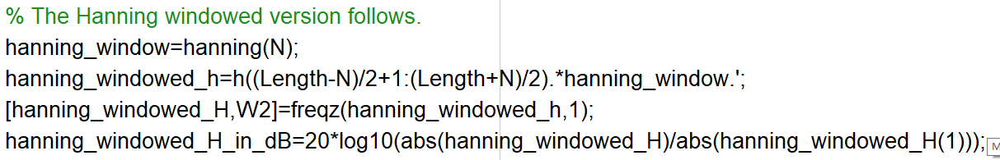 % The Hanning windowed version follows.
hanning_window=hanning(N);
hanning_windowed_h=h((Length-N)/2+1:(Length+N)/2).*hanning_window.';
[hanning_windowed_H,W2]=freqz(hanning_windowed_h,1);
hanning_windowed_H_in_dB=20*log10(abs(hanning_windowed_H)/abs(hanning_windowed_H(1)));